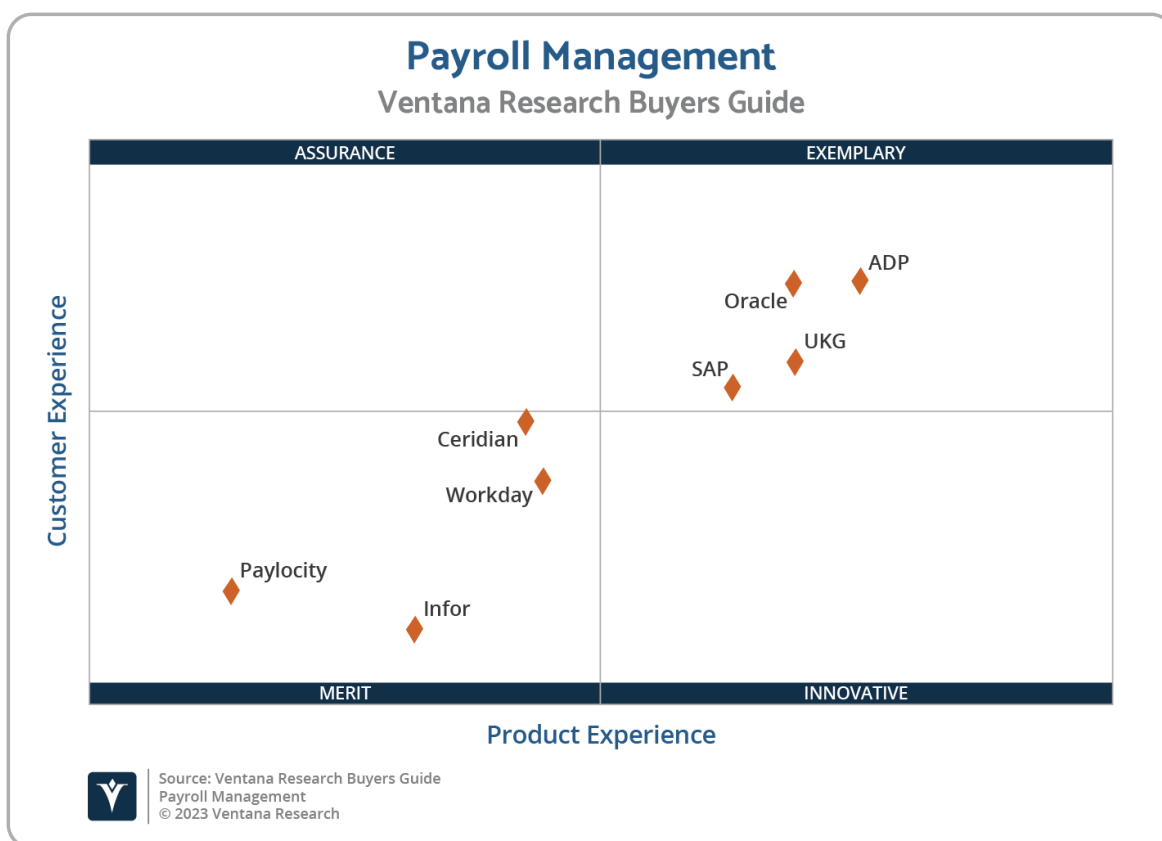 Payroll Management
Ventana Research Buyers Guide
ASSURANCE
EXEMPLARY
ADP
Oracle
UKG
SAP
Ceridian
Workday
Paylocity
Infor
Customer Experience
MERIT
INNOVATIVE
Product Experience
Source: Ventana Research Buyers Guide
Payroll Management
© 2023 Ventana Research